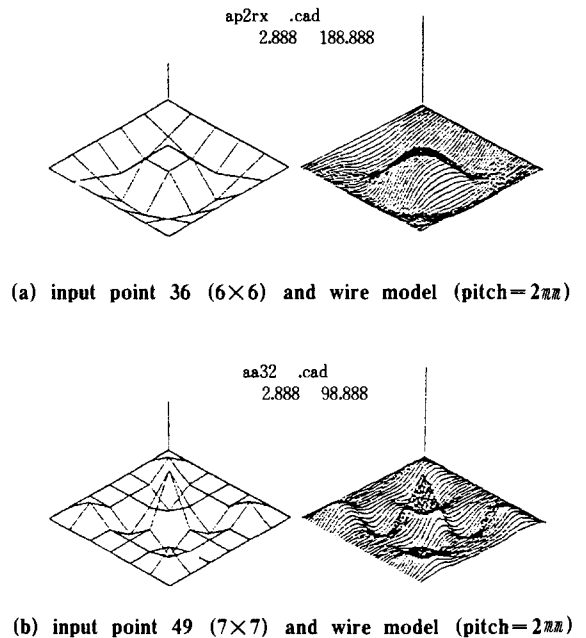 ap2rx .cad
2.888 188.888
(a) input point 36 (6×6) and wire model (pitch=2mm)
aa32 .cad
2.888 98.888
(b) input point 49 (7×7) and wire model (pitch=2mm)